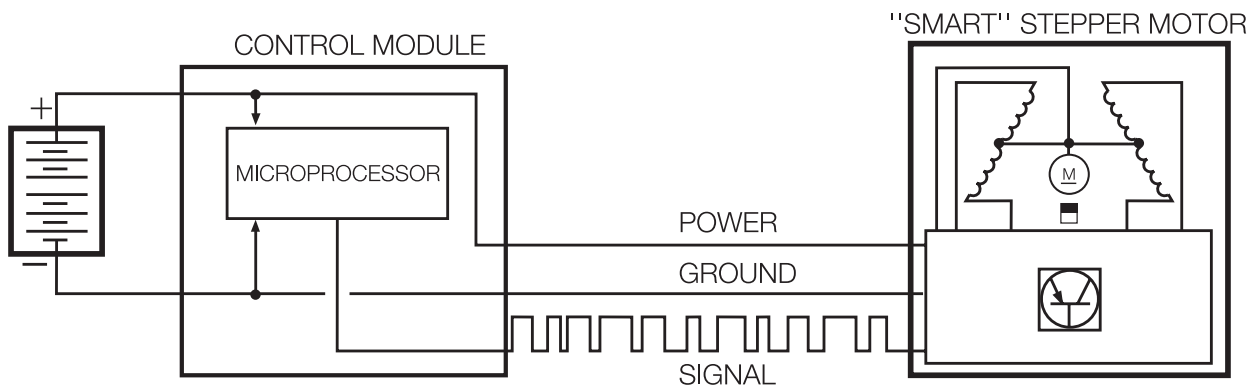 "SMART" STEPPER MOTOR
CONTROL MODULE
+
MICROPROCESSOR
M
POWER
–
GROUND
SIGNAL